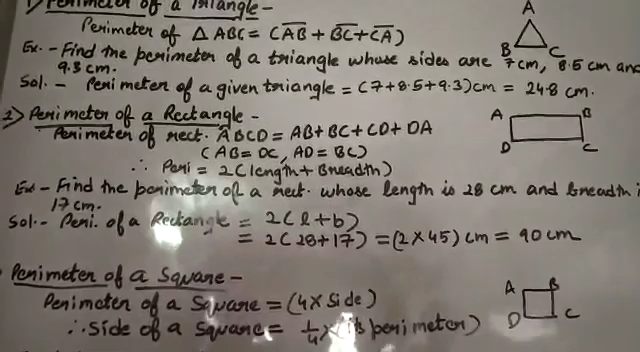 1) Perimeter of a Triangle -
Perimeter of △ ABC = (AB + BC + CA)
A
B C
Ex. - Find the perimeter of a triangle whose sides are 7 cm, 8.5 cm and
9.3 cm.
Sol. - Perimeter of a given triangle = (7+8.5+9.3) cm = 24.8 cm.
2) Perimeter of a Rectangle -
Perimeter of rect. ABCD = AB + BC + CD + DA
(AB = DC, AD = BC)
A B
D C
∴ Peri = 2(length + Breadth)
Ex - Find the perimeter of a rect. whose length is 28 cm and breadth i
17 cm.
Sol. - Peri. of a Rectangle = 2(l+b)
= 2(28+17) = (2×45) cm = 90 cm
Perimeter of a Square -
Perimeter of a Square = (4 × Side)
A B
D C
∴ Side of a Square = 1/4 × (its perimeter)